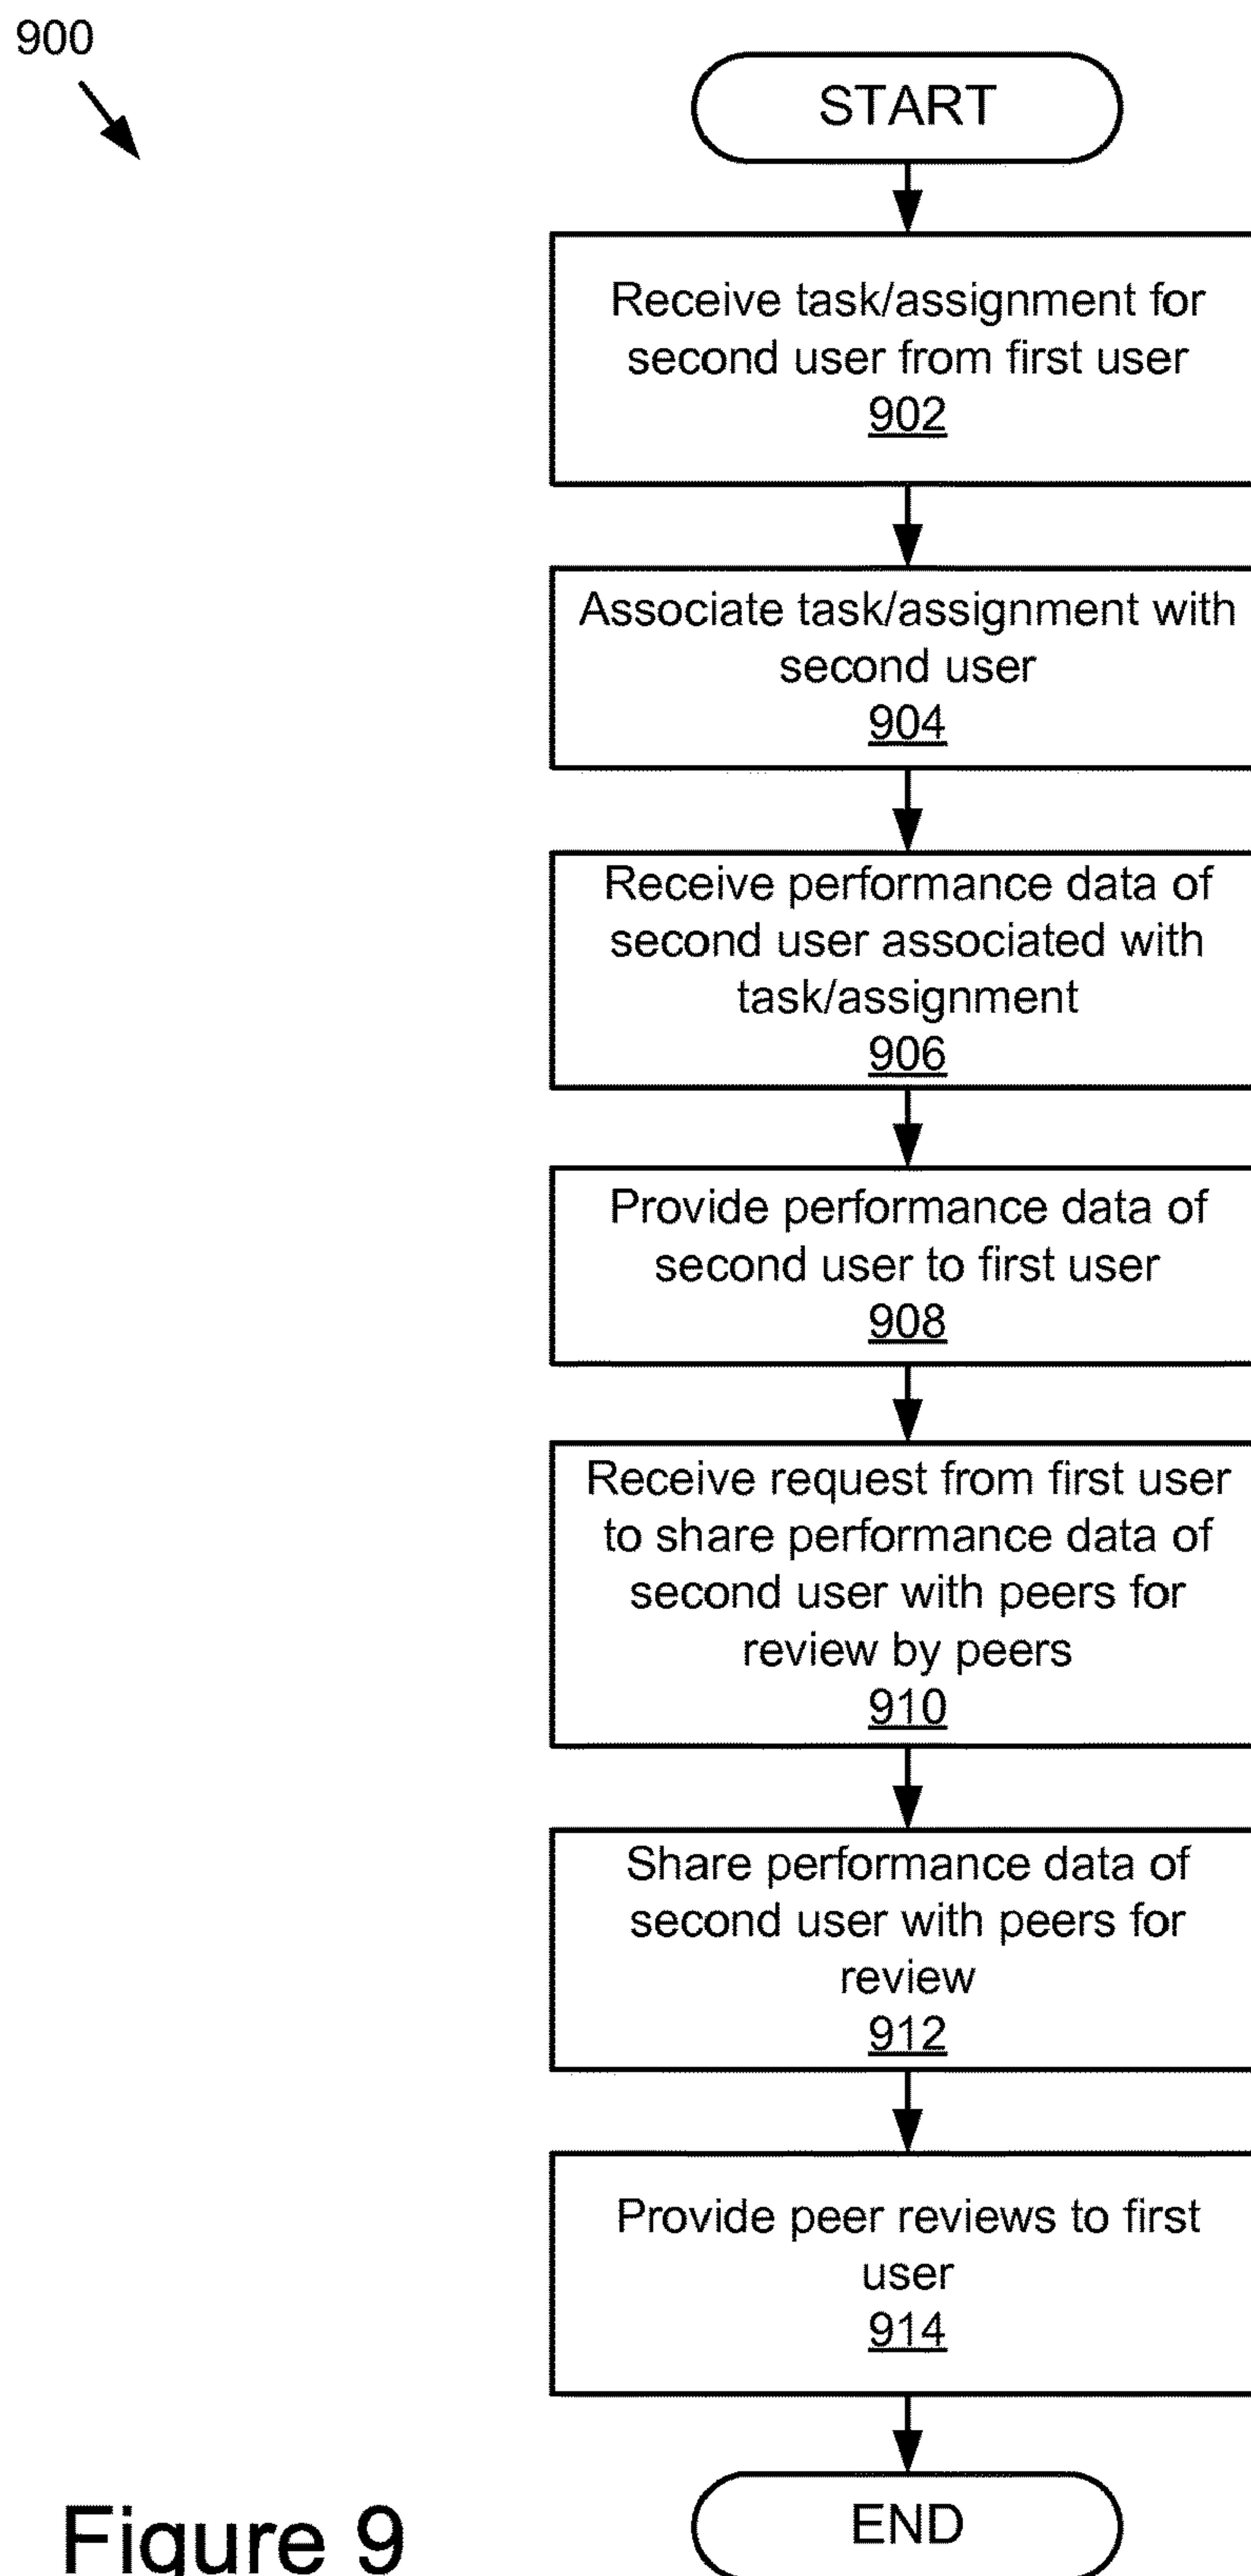 900
START
Receive task/assignment for
second user from first user
902
Associate task/assignment with
second user
904
Receive performance data of
second user associated with
task/assignment
906
Provide performance data of
second user to first user
908
Receive request from first user
to share performance data of
second user with peers for
review by peers
910
Share performance data of
second user with peers for
review
912
Provide peer reviews to first
user
914
END
Figure 9